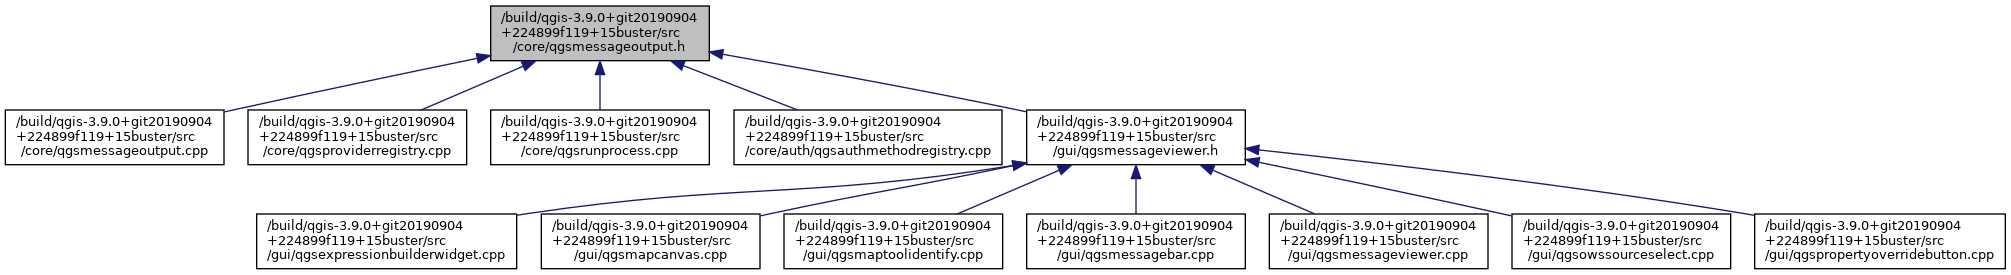 /build/qgis-3.9.0+git20190904
+224899f119+15buster/src
/core/qgsmessageoutput.h
/build/qgis-3.9.0+git20190904
+224899f119+15buster/src
/core/qgsmessageoutput.cpp
/build/qgis-3.9.0+git20190904
+224899f119+15buster/src
/core/qgsproviderregistry.cpp
/build/qgis-3.9.0+git20190904
+224899f119+15buster/src
/core/qgsrunprocess.cpp
/build/qgis-3.9.0+git20190904
+224899f119+15buster/src
/core/auth/qgsauthmethodregistry.cpp
/build/qgis-3.9.0+git20190904
+224899f119+15buster/src
/gui/qgsmessageviewer.h
/build/qgis-3.9.0+git20190904
+224899f119+15buster/src
/gui/qgsexpressionbuilderwidget.cpp
/build/qgis-3.9.0+git20190904
+224899f119+15buster/src
/gui/qgsmapcanvas.cpp
/build/qgis-3.9.0+git20190904
+224899f119+15buster/src
/gui/qgsmaptoolidentify.cpp
/build/qgis-3.9.0+git20190904
+224899f119+15buster/src
/gui/qgsmessagebar.cpp
/build/qgis-3.9.0+git20190904
+224899f119+15buster/src
/gui/qgsmessageviewer.cpp
/build/qgis-3.9.0+git20190904
+224899f119+15buster/src
/gui/qgsowssourceselect.cpp
/build/qgis-3.9.0+git20190904
+224899f119+15buster/src
/gui/qgspropertyoverridebutton.cpp